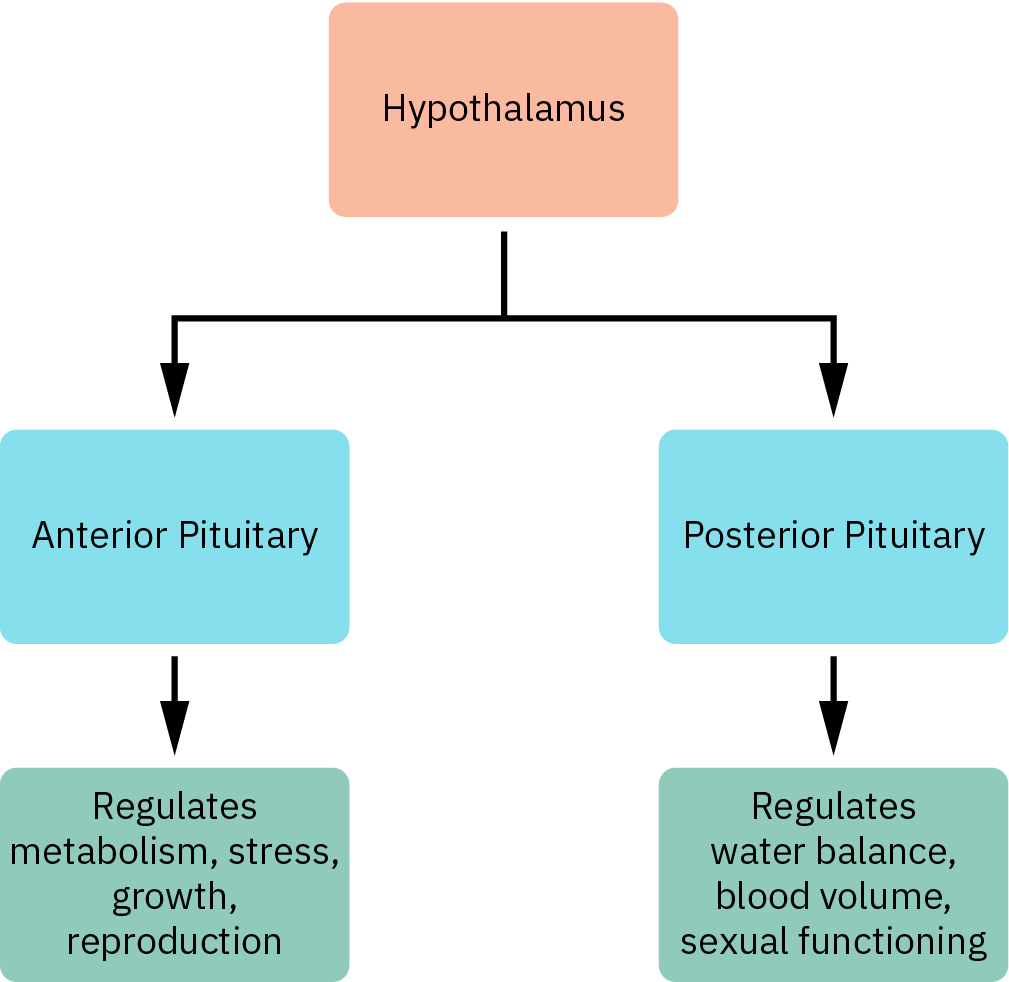 Hypothalamus
Anterior Pituitary
Posterior Pituitary
Regulates
metabolism, stress,
growth,
reproduction
Regulates
water balance,
blood volume,
sexual functioning